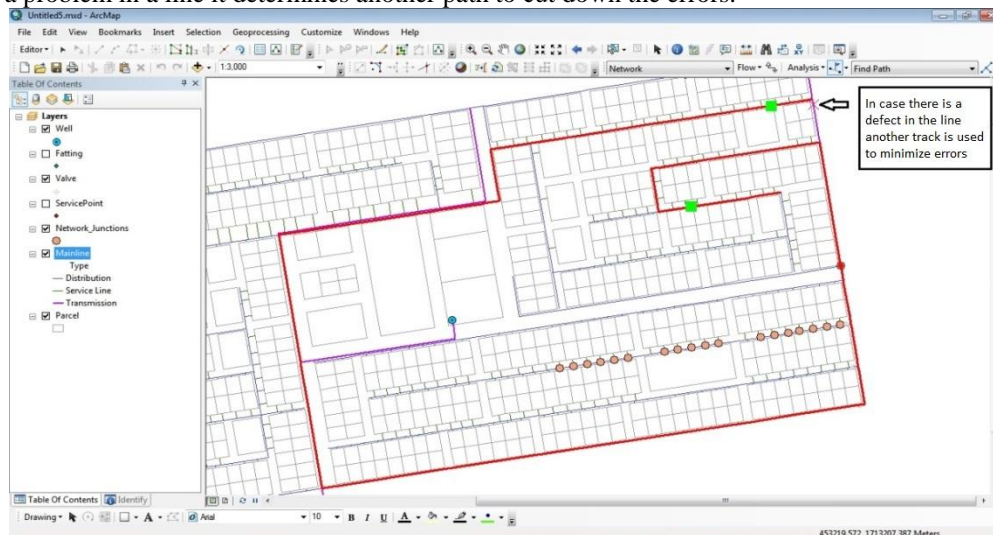 a problem in a line it determines another path to cut down the errors.
Untitled5.mxd - ArcMap
File Edit View Bookmarks Insert Selection Geoprocessing Customize Windows Help
Editor
1:3,000 Network Flow Analysis Find Path
Table Of Contents
Layers
Well
Fatting
Valve
ServicePoint
Network_Junctions
Mainline
Type
Distribution
Service Line
Transmission
Parcel
In case there is a
defect in the line
another track is used
to minimize errors
Table Of Contents Identify
Drawing A Arial 10 B I U A
453219.572 1713207.387 Meters